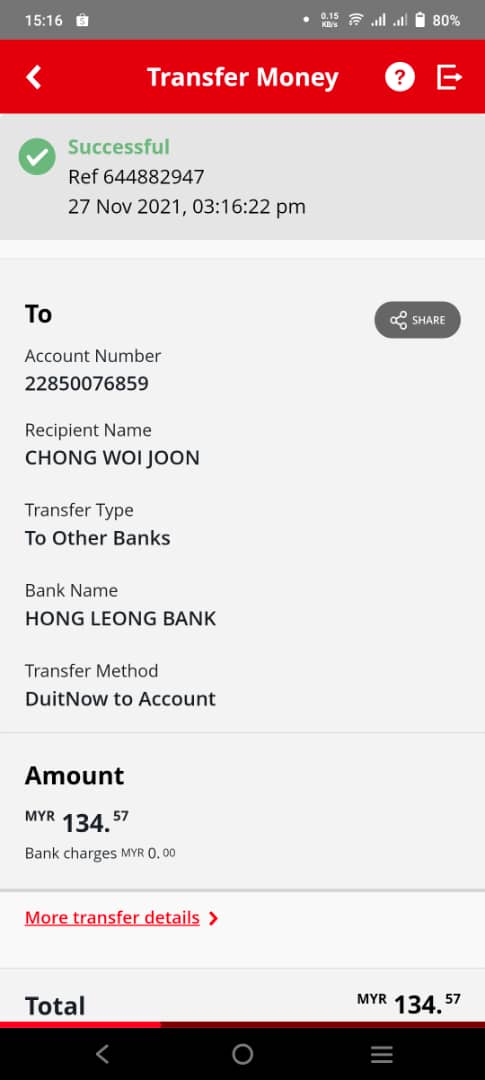 15:16
0.15
KB/s
80%
Transfer Money
?
Successful
Ref 644882947
27 Nov 2021, 03:16:22 pm
To
SHARE
Account Number
22850076859
Recipient Name
CHONG WOI JOON
Transfer Type
To Other Banks
Bank Name
HONG LEONG BANK
Transfer Method
DuitNow to Account
Amount
MYR 134.57
Bank charges MYR 0.00
More transfer details
Total MYR 134.57